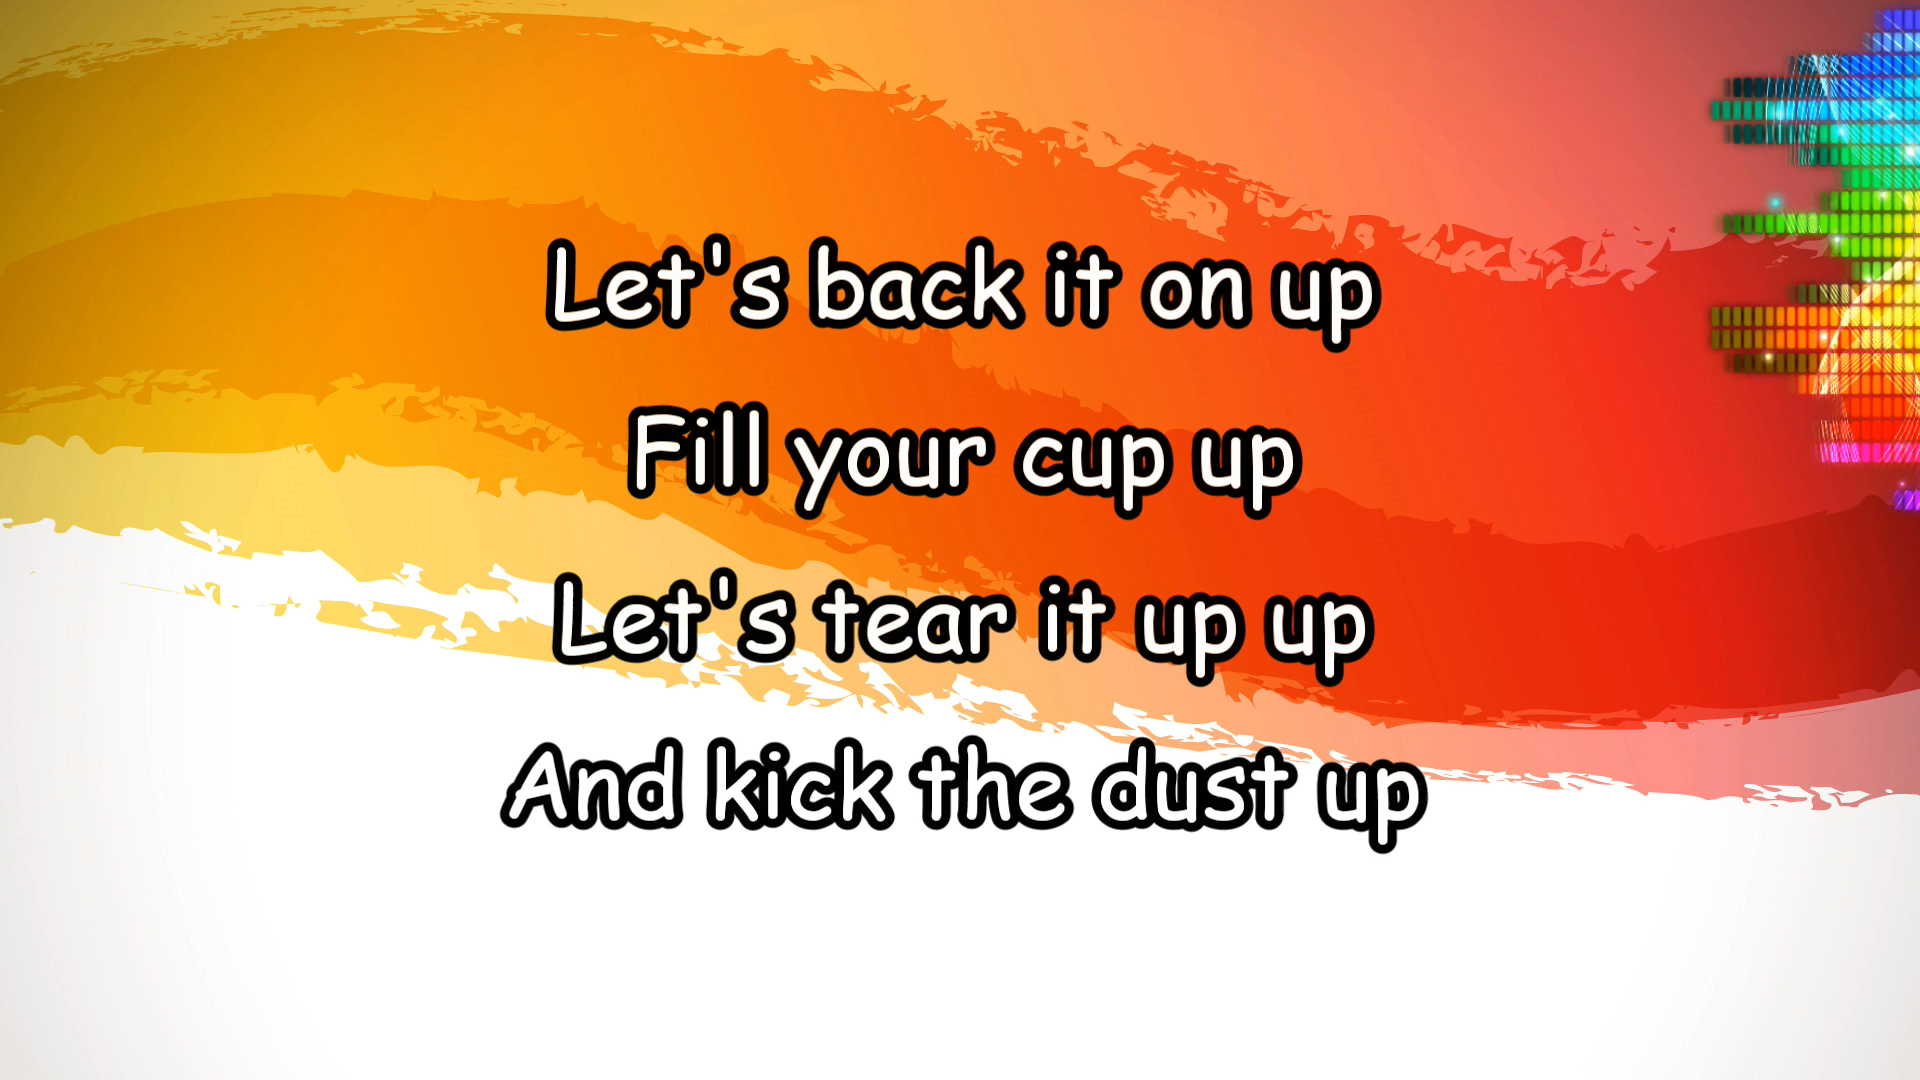 Let's back it on up
Fill your cup up
Let's tear it up up
And kick the dust up